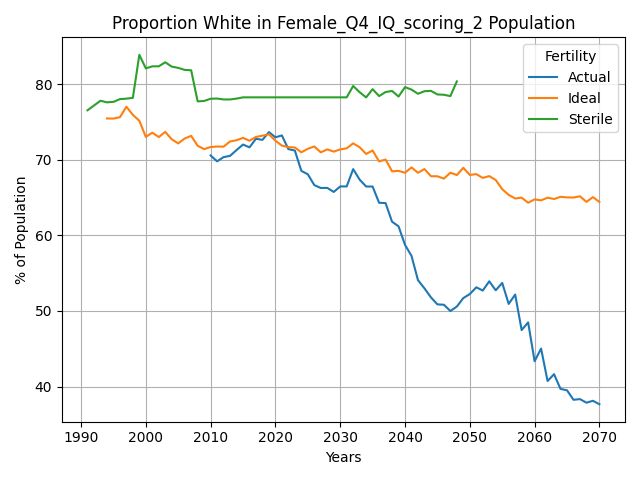 Proportion White in Female_Q4_IQ_scoring_2 Population
% of Population
80
70
60
50
40
Fertility
Actual
Ideal
Sterile
1990 2000 2010 2020 2030 2040 2050 2060 2070
Years